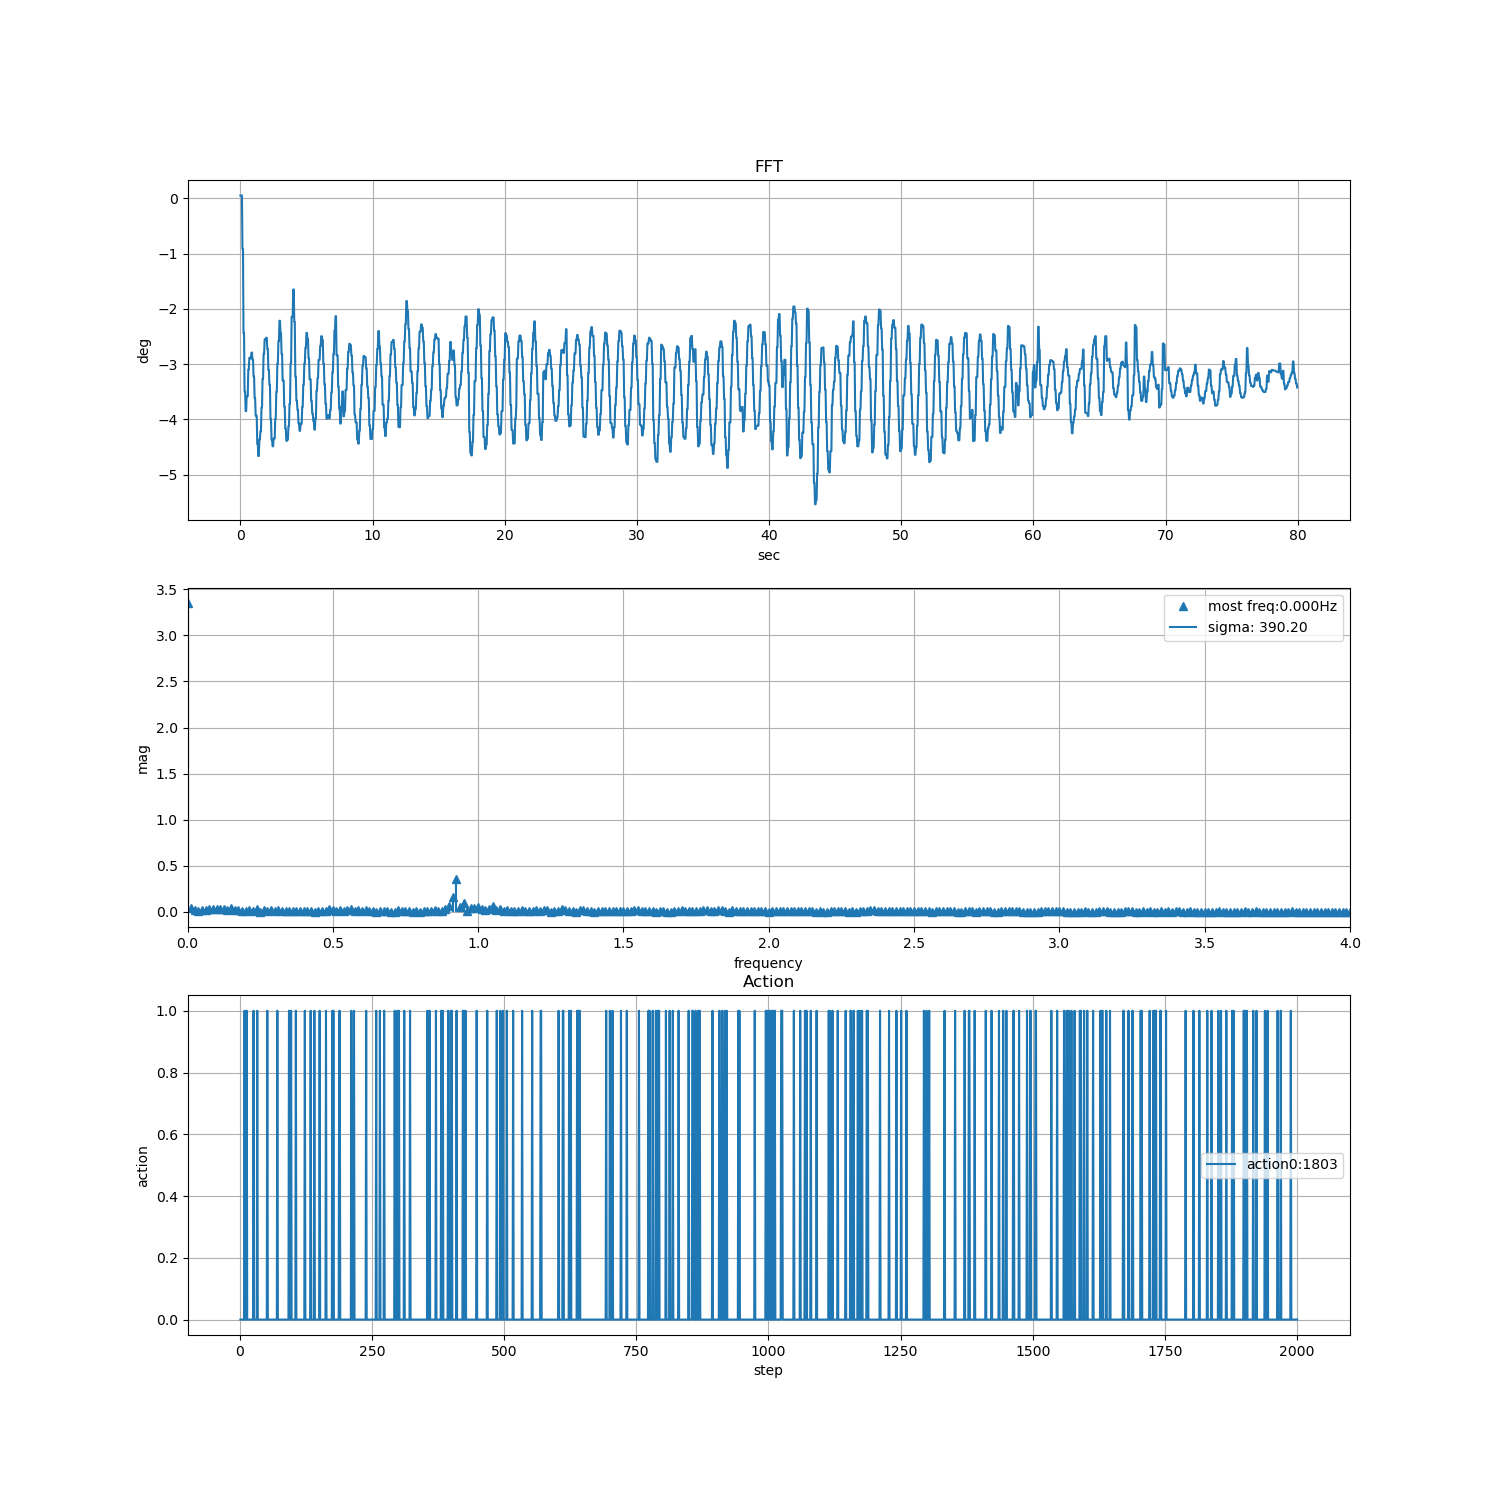 FFT
0
−1
−2
−3
−4
−5
deg
0 10 20 30 40 50 60 70 80
sec
3.5
3.0
2.5
2.0
1.5
1.0
0.5
0.0
mag
most freq:0.000Hz
sigma: 390.20
0.0 0.5 1.0 1.5 2.0 2.5 3.0 3.5 4.0
frequency
Action
1.0
0.8
0.6
0.4
0.2
0.0
action
action0:1803
0 250 500 750 1000 1250 1500 1750 2000
step